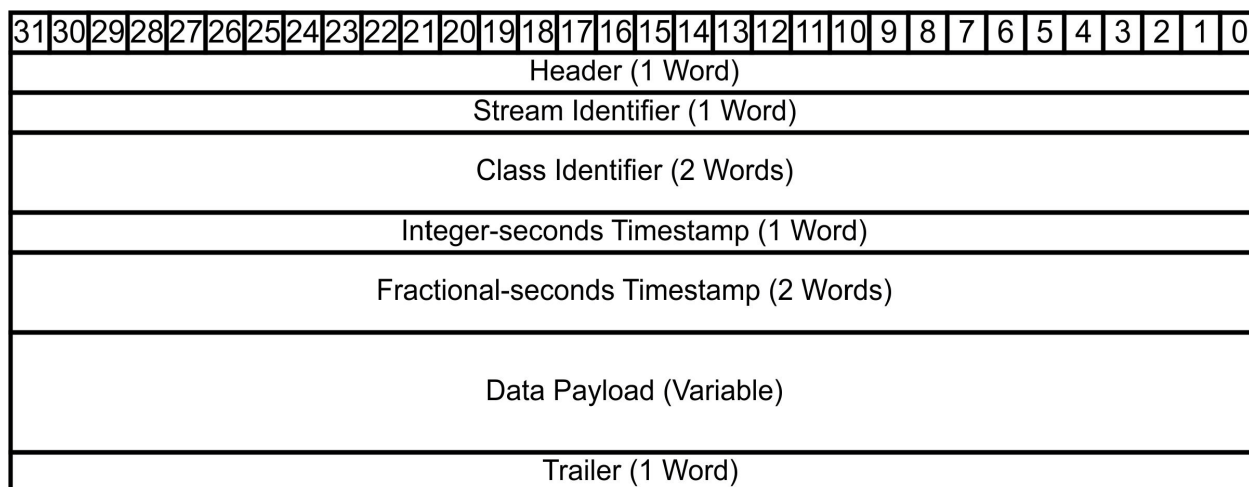 31 30 29 28 27 26 25 24 23 22 21 20 19 18 17 16 15 14 13 12 11 10 9 8 7 6 5 4 3 2 1 0
Header (1 Word)
Stream Identifier (1 Word)
Class Identifier (2 Words)
Integer-seconds Timestamp (1 Word)
Fractional-seconds Timestamp (2 Words)
Data Payload (Variable)
Trailer (1 Word)